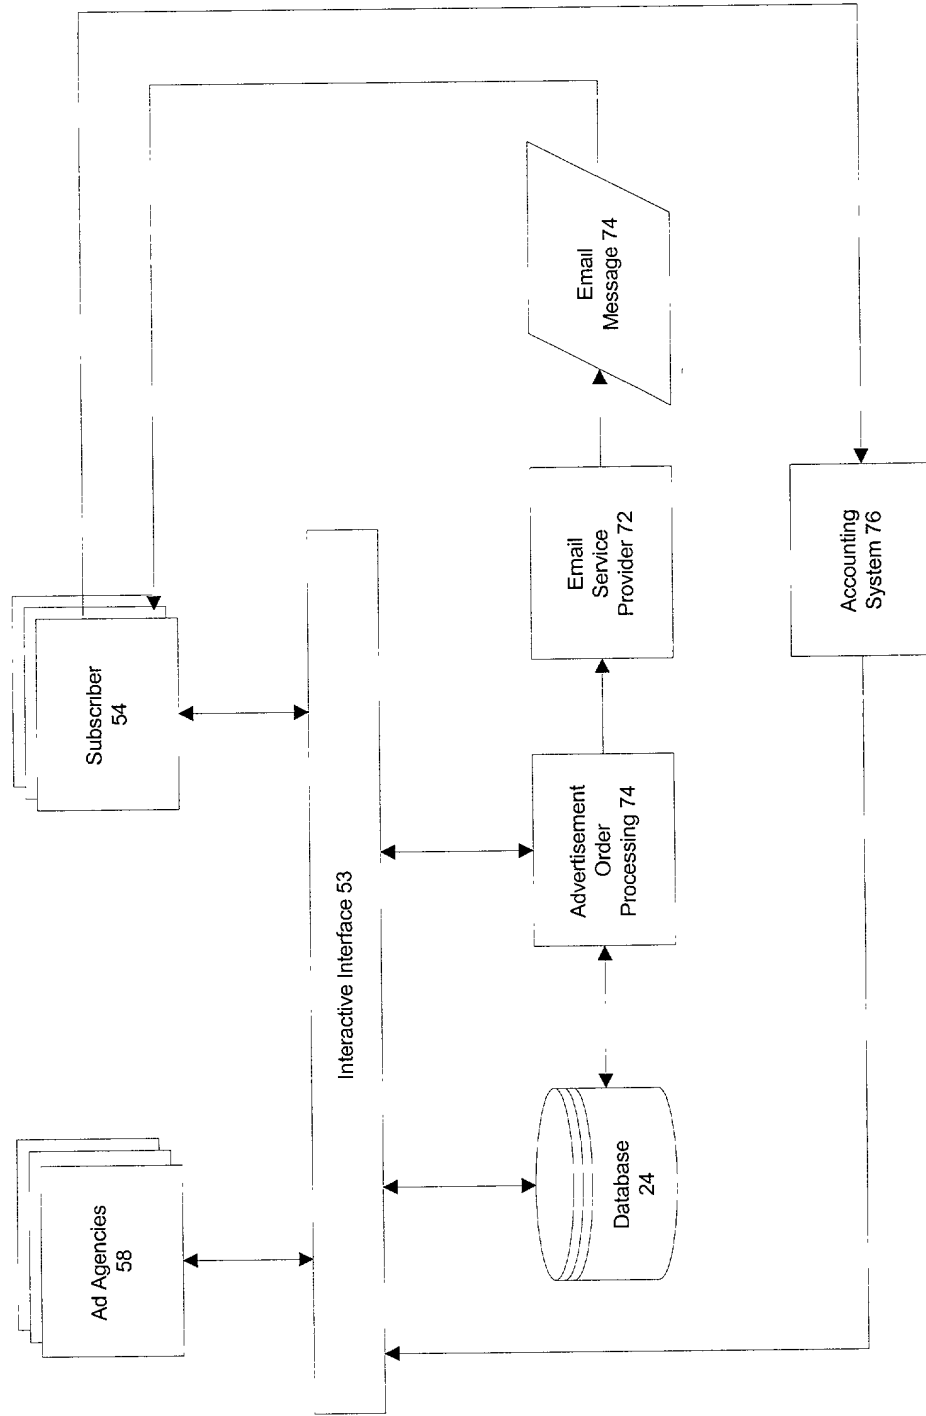 Ad Agencies
58
Subscriber
54
Interactive Interface 53
Database
24
Advertisement
Order
Processing 74
Email
Service
Provider 72
Email
Message 74
Accounting
System 76